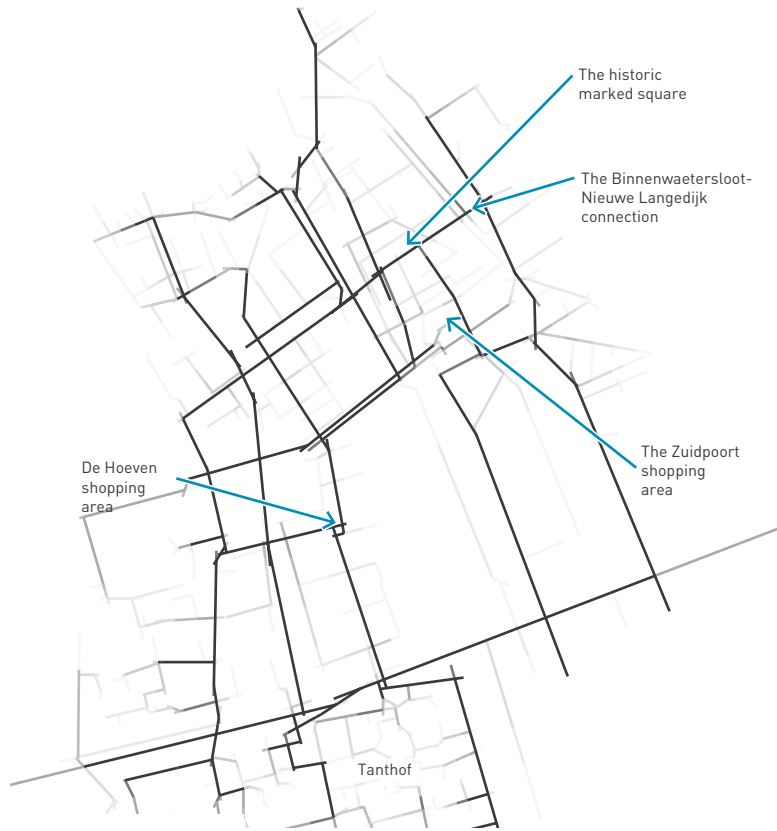 The historic
marked square
The Binnenwaetersloot-
Nieuwe Langedijk
connection
The Zuidpoort
shopping
area
De Hoeven
shopping
area
Tanthof